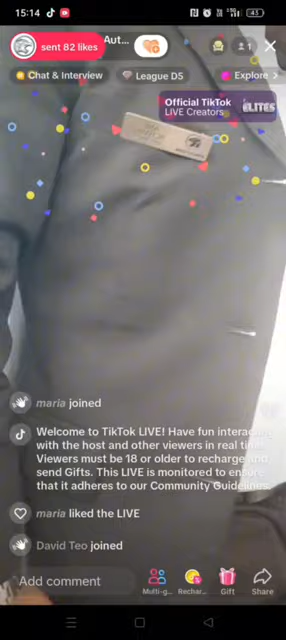 15:14
43
sent 82 likes
Aut...
1
Chat & Interview
League D5
Explore
Official TikTok
LIVE Creators
ELITES
maria joined
Welcome to TikTok LIVE! Have fun interacting
with the host and other viewers in real time.
Viewers must be 18 or older to recharge and
send Gifts. This LIVE is monitored to ensure
that it adheres to our Community Guidelines.
maria liked the LIVE
David Teo joined
Add comment
Multi-g...
Rechar...
Gift
Share